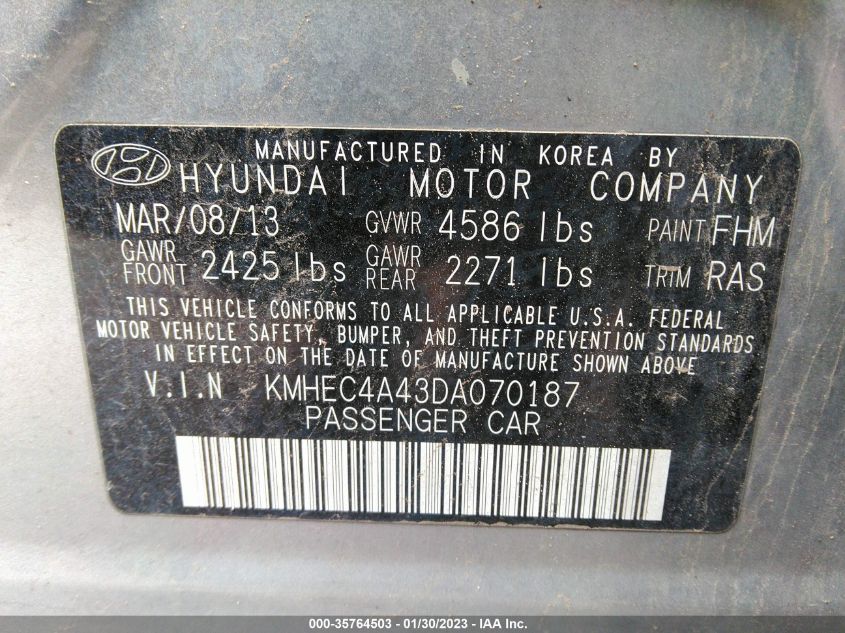 MANUFACTURED IN KOREA BY
HYUNDAI MOTOR COMPANY
MAR/08/13 GVWR 4586 lbs PAINT FHM
GAWR FRONT 2425 lbs GAWR REAR 2271 lbs TRIM RAS
THIS VEHICLE CONFORMS TO ALL APPLICABLE U.S.A. FEDERAL
MOTOR VEHICLE SAFETY, BUMPER, AND THEFT PREVENTION STANDARDS
IN EFFECT ON THE DATE OF MANUFACTURE SHOWN ABOVE
V.I.N KMHEC4A43DA070187
PASSENGER CAR
000-35764503 - 01/30/2023 - IAA Inc.